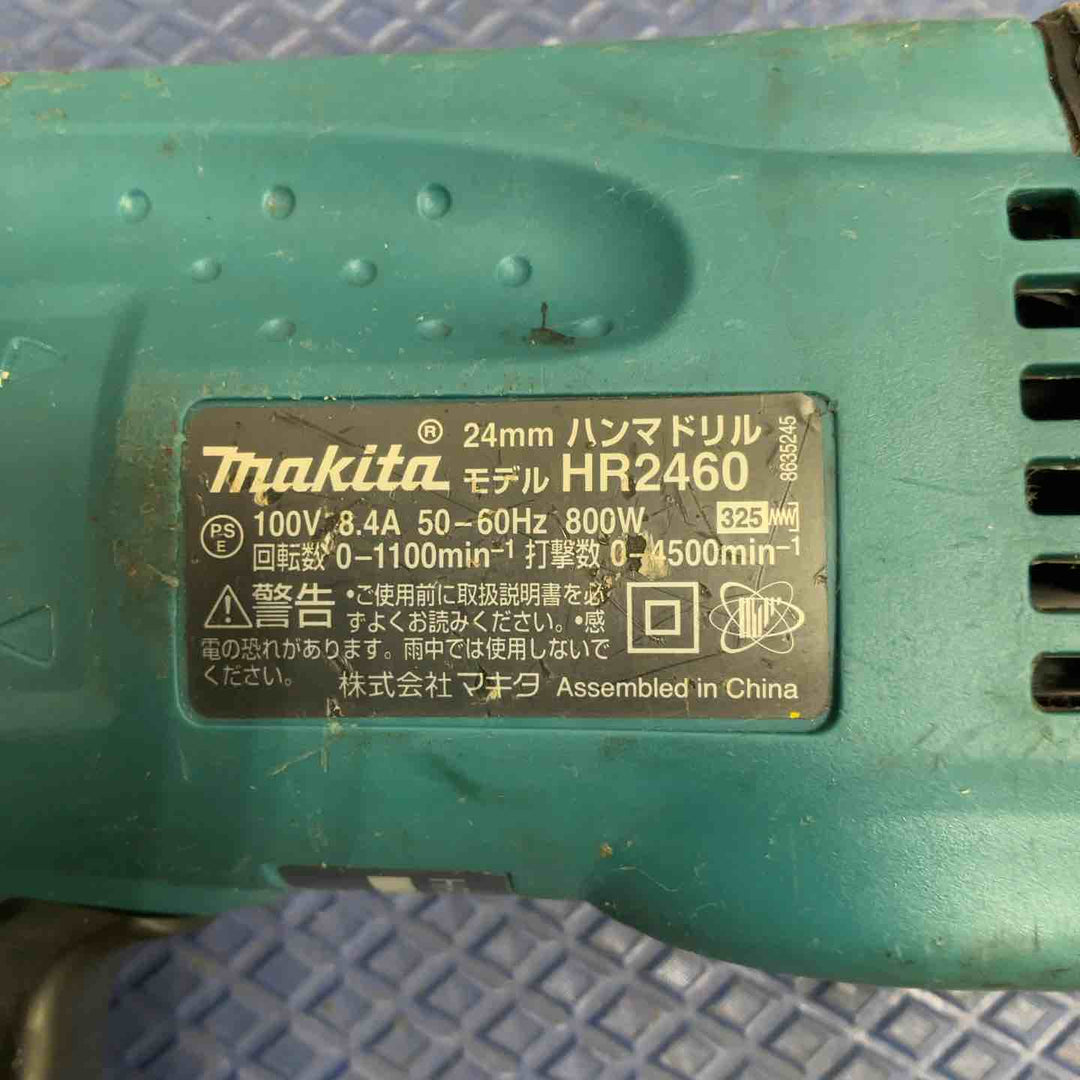 makita® 24mm ハンマドリル
モデル HR2460
8635245
PS E 100V 8.4A 50-60Hz 800W 325
回転数 0-1100min⁻¹ 打撃数 0-4500min⁻¹
警告 •ご使用前に取扱説明書を必
ずよくお読みください。•感
電の恐れがあります。雨中では使用しないで
ください。
株式会社 マキタ Assembled in China